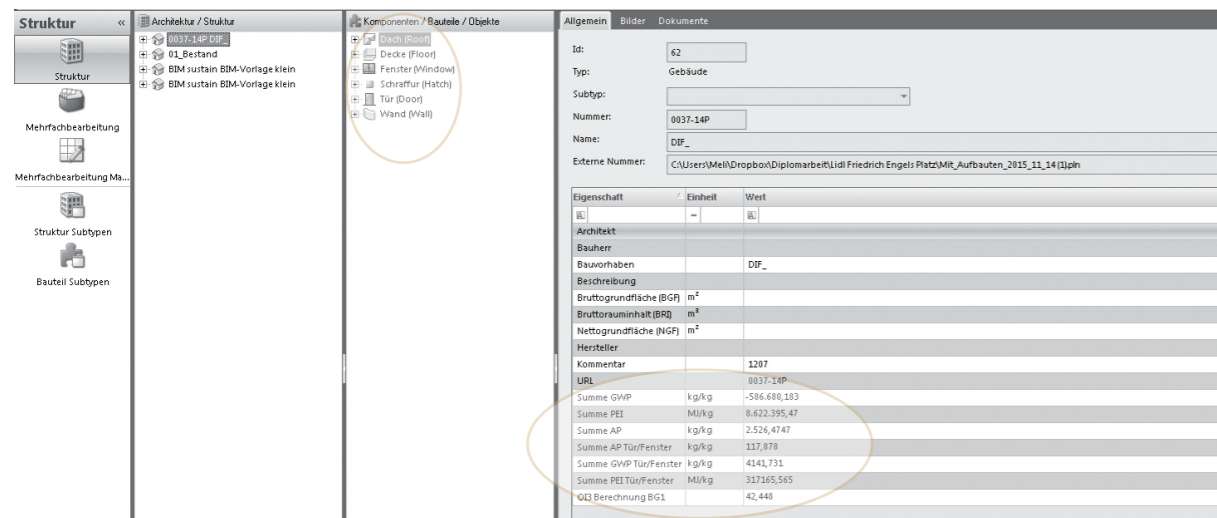 Struktur «
Struktur
Mehrfachbearbeitung
Mehrfachbearbeitung Ma...
Struktur Subtypen
Bauteil Subtypen
Architektur / Struktur
0037-14P DIF_
01_Bestand
BIM sustain BIM-Vorlage klein
BIM sustain BIM-Vorlage klein
Komponenten / Bauteile / Objekte
Dach (Roof)
Decke (Floor)
Fenster (Window)
Schraffur (Hatch)
Tür (Door)
Wand (Wall)
Allgemein Bilder Dokumente
Id: 62
Typ: Gebäude
Subtyp:
Nummer: 0037-14P
Name: DIF_
Externe Nummer: C:\Users\Meli\Dropbox\Diplomarbeit\Lidl Friedrich Engels Platz\Mit_Aufbauten_2015_11_14 (1).pln
Eigenschaft Einheit Wert
A = A
Architekt
Bauherr
Bauvorhaben DIF_
Beschreibung
Bruttogrundfläche (BGF) m²
Bruttorauminhalt (BRI) m³
Nettogrundfläche (NGF) m²
Hersteller
Kommentar 1207
URL 0037-14P
Summe GWP kg/kg -586.680,183
Summe PEI MJ/kg 8.622.395,47
Summe AP kg/kg 2.526,4747
Summe AP Tür/Fenster kg/kg 117,878
Summe GWP Tür/Fenster kg/kg 4141,731
Summe PEI Tür/Fenster MJ/kg 317165,565
OI3 Berechnung BG1 42,448